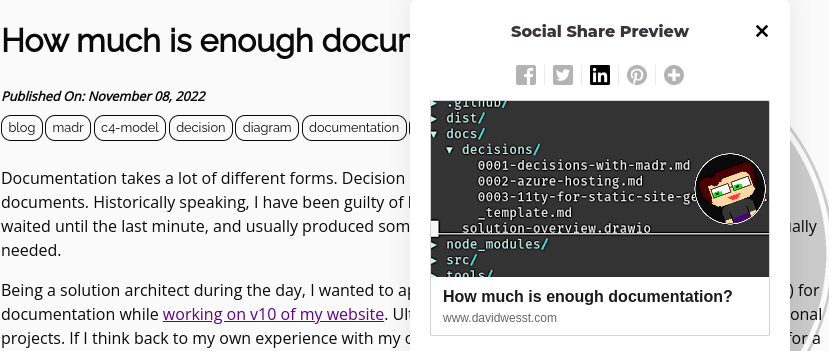 How much is enough docum
Published On: November 08, 2022
blog madr c4-model decision diagram documentation
Documentation takes a lot of different forms. Decision
documents. Historically speaking, I have been guilty of
waited until the last minute, and usually produced som ally
needed.
Being a solution architect during the day, I wanted to ap ) for
documentation while working on v10 of my website. Ult onal
projects. If I think back to my own experience with my c for a
Social Share Preview
.github/
dist/
docs/
decisions/
0001-decisions-with-madr.md
0002-azure-hosting.md
0003-11ty-for-static-site-ge
_template.md
solution-overview.drawio
node_modules/
src/
tools/
How much is enough documentation?
www.davidwesst.com